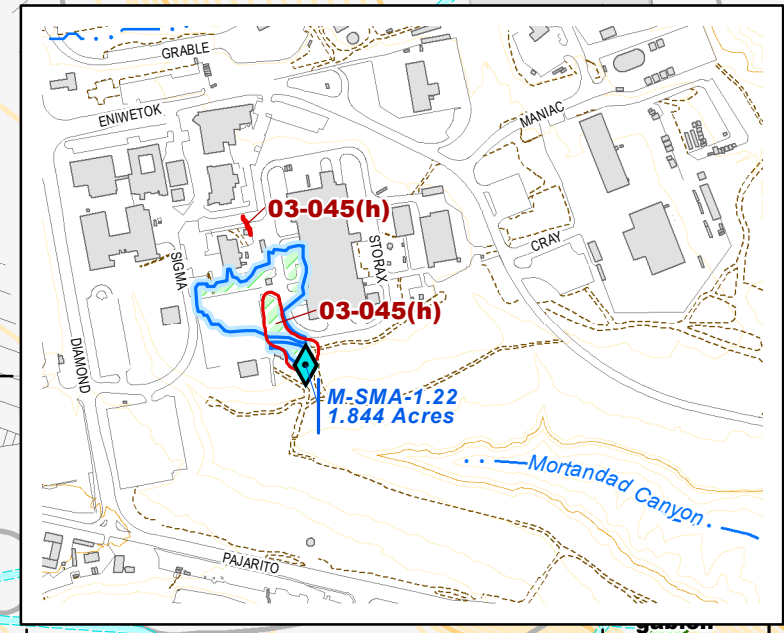 GRABLE
ENIWETOK
MANIAC
03-045(h)
SIGMA
STORAX
CRAY
03-045(h)
DIAMOND
M-SMA-1.22
1.844 Acres
Mortandad Canyon
PAJARITO
gabion